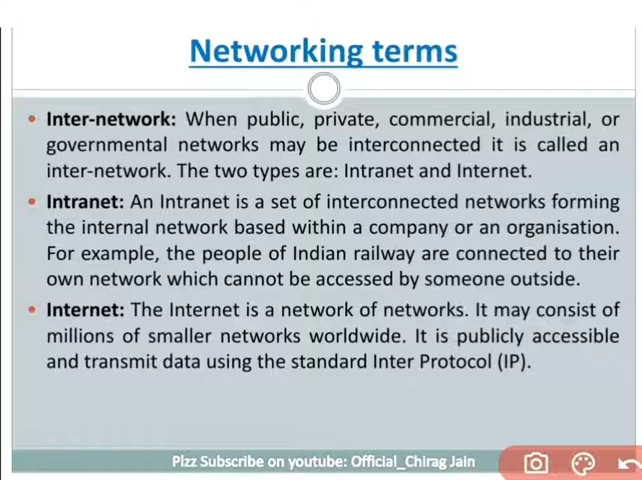 Networking terms
• Inter-network: When public, private, commercial, industrial, or
governmental networks may be interconnected it is called an
inter-network. The two types are: Intranet and Internet.
• Intranet: An Intranet is a set of interconnected networks forming
the internal network based within a company or an organisation.
For example, the people of Indian railway are connected to their
own network which cannot be accessed by someone outside.
• Internet: The Internet is a network of networks. It may consist of
millions of smaller networks worldwide. It is publicly accessible
and transmit data using the standard Inter Protocol (IP).
Plzz Subscribe on youtube: Official_Chirag Jain